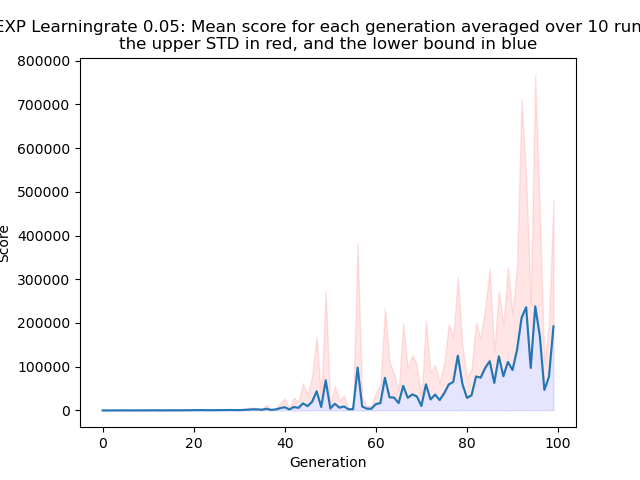 EXP Learningrate 0.05: Mean score for each generation averaged over 10 run
the upper STD in red, and the lower bound in blue
800000
700000
600000
500000
400000
300000
200000
100000
0
Score
0 20 40 60 80 100
Generation